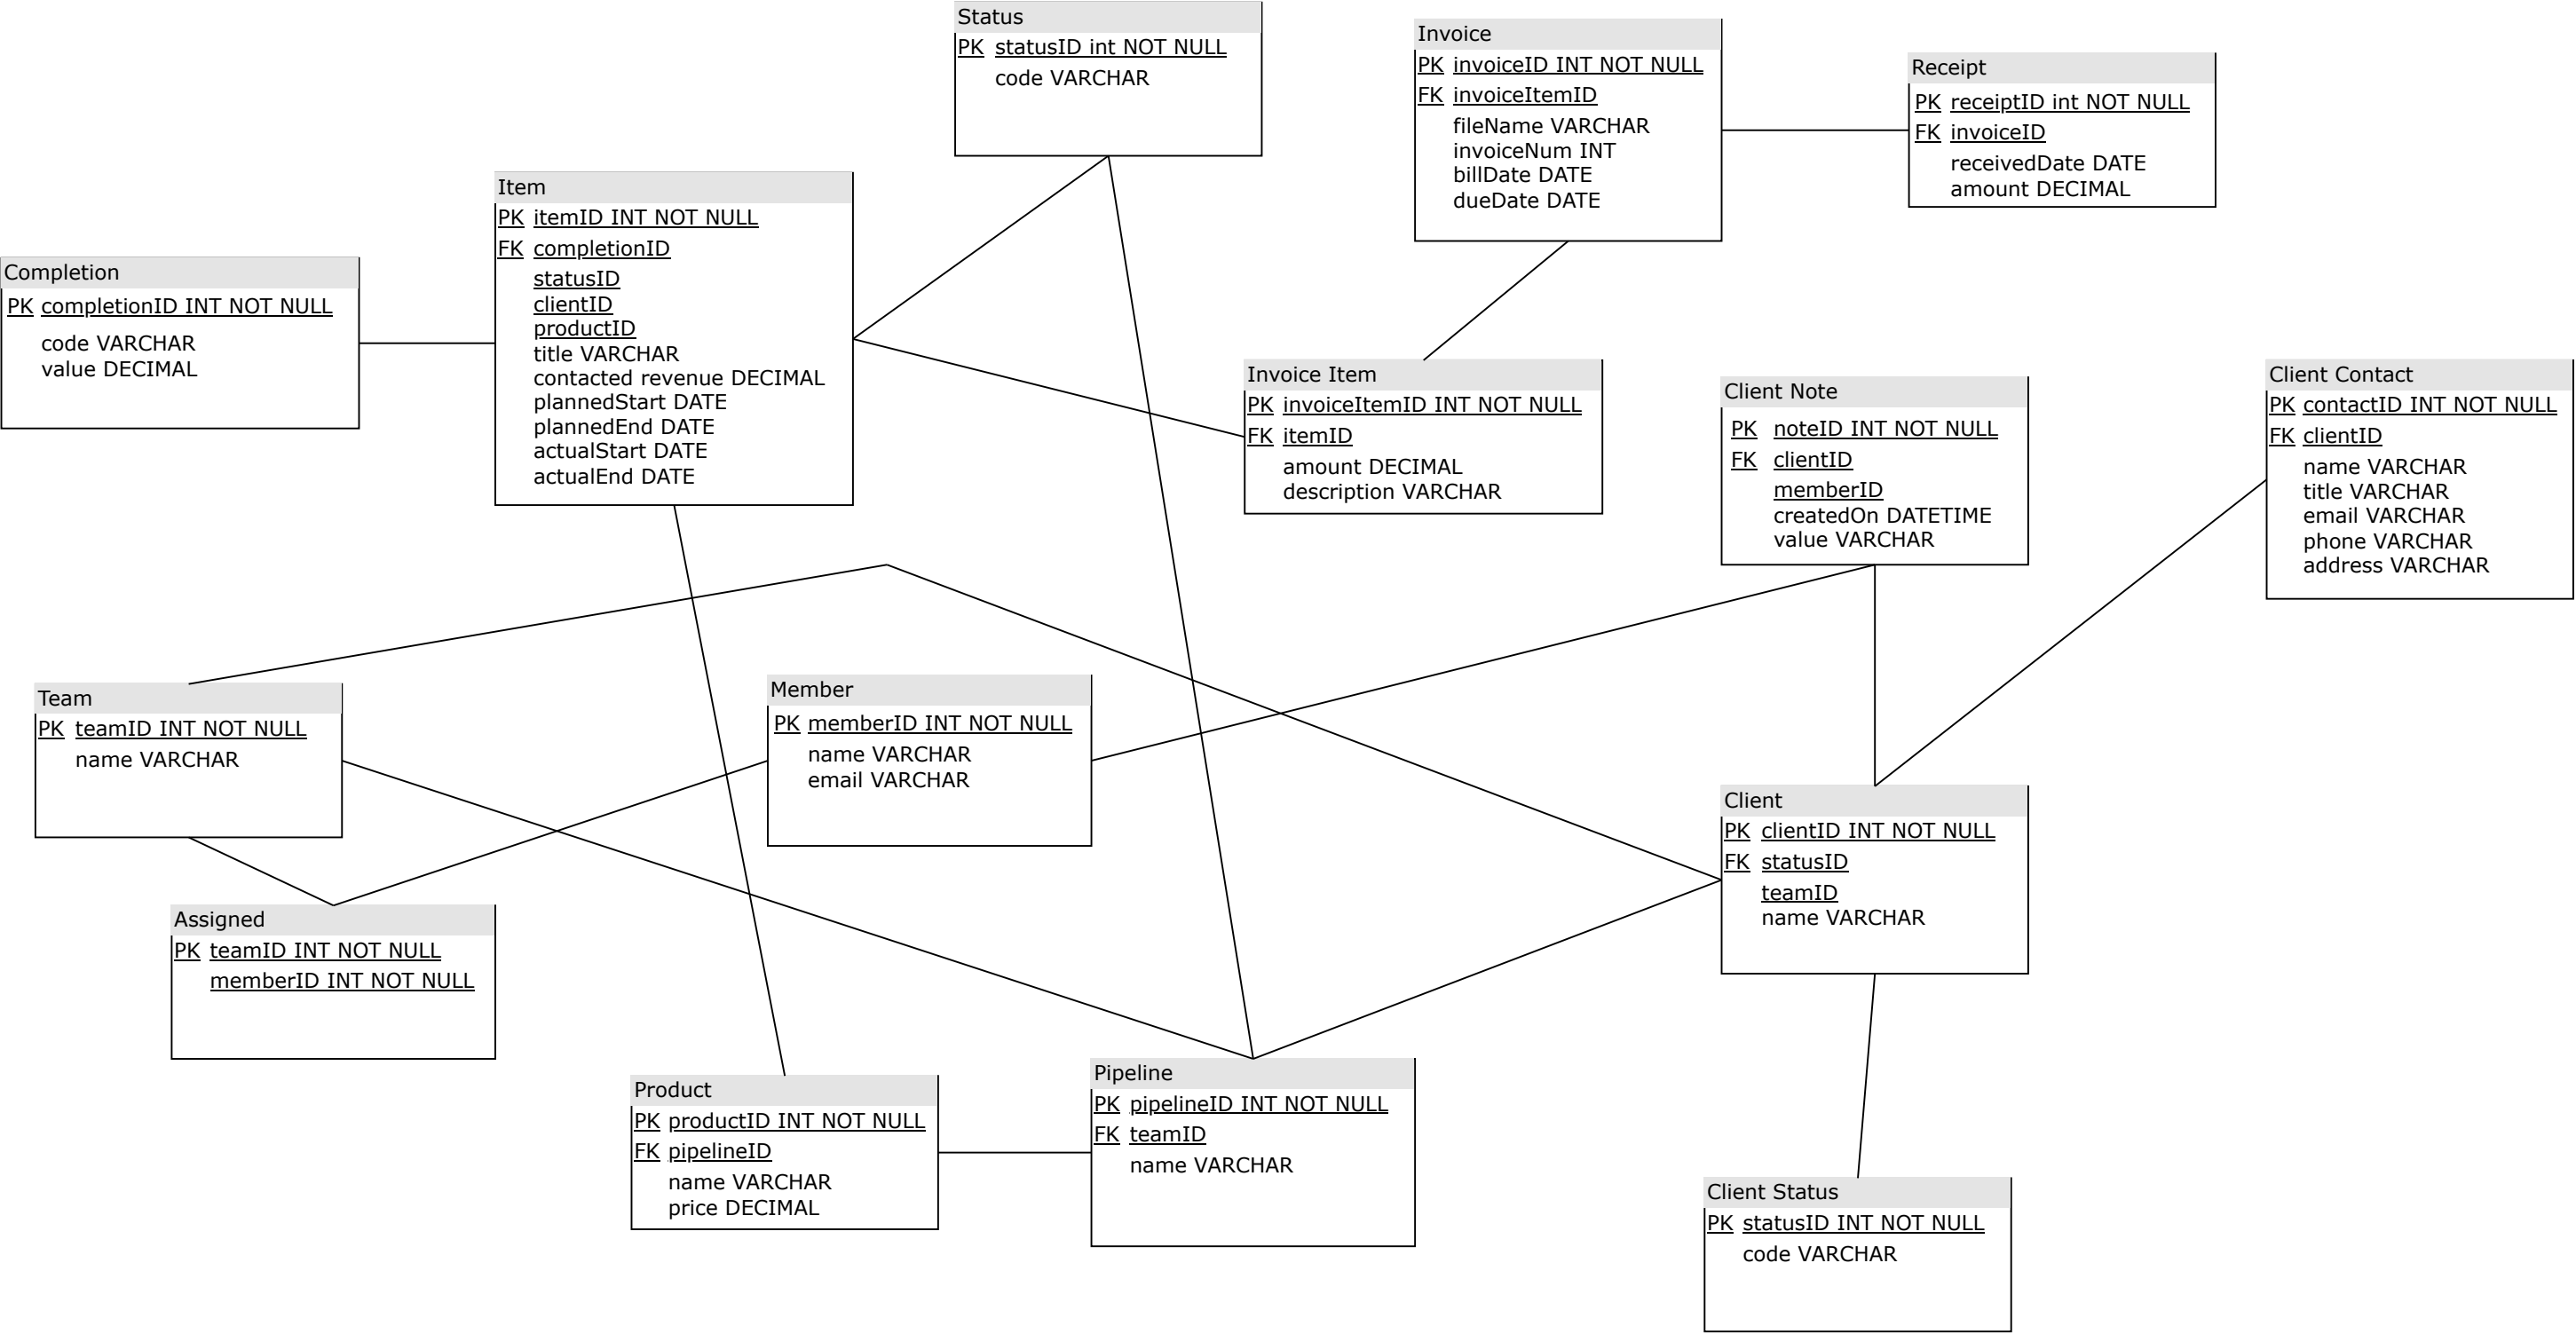 Status
PK statusID int NOT NULL
code VARCHAR
Invoice
PK invoiceID INT NOT NULL
FK invoiceItemID
fileName VARCHAR
invoiceNum INT
billDate DATE
dueDate DATE
Receipt
PK receiptID int NOT NULL
FK invoiceID
receivedDate DATE
amount DECIMAL
Item
PK itemID INT NOT NULL
FK completionID
statusID
clientID
productID
title VARCHAR
contacted revenue DECIMAL
plannedStart DATE
plannedEnd DATE
actualStart DATE
actualEnd DATE
Completion
PK completionID INT NOT NULL
code VARCHAR
value DECIMAL
Invoice Item
PK invoiceItemID INT NOT NULL
FK itemID
amount DECIMAL
description VARCHAR
Client Note
PK noteID INT NOT NULL
FK clientID
memberID
createdOn DATETIME
value VARCHAR
Client Contact
PK contactID INT NOT NULL
FK clientID
name VARCHAR
title VARCHAR
email VARCHAR
phone VARCHAR
address VARCHAR
Team
PK teamID INT NOT NULL
name VARCHAR
Member
PK memberID INT NOT NULL
name VARCHAR
email VARCHAR
Client
PK clientID INT NOT NULL
FK statusID
teamID
name VARCHAR
Assigned
PK teamID INT NOT NULL
memberID INT NOT NULL
Product
PK productID INT NOT NULL
FK pipelineID
name VARCHAR
price DECIMAL
Pipeline
PK pipelineID INT NOT NULL
FK teamID
name VARCHAR
Client Status
PK statusID INT NOT NULL
code VARCHAR